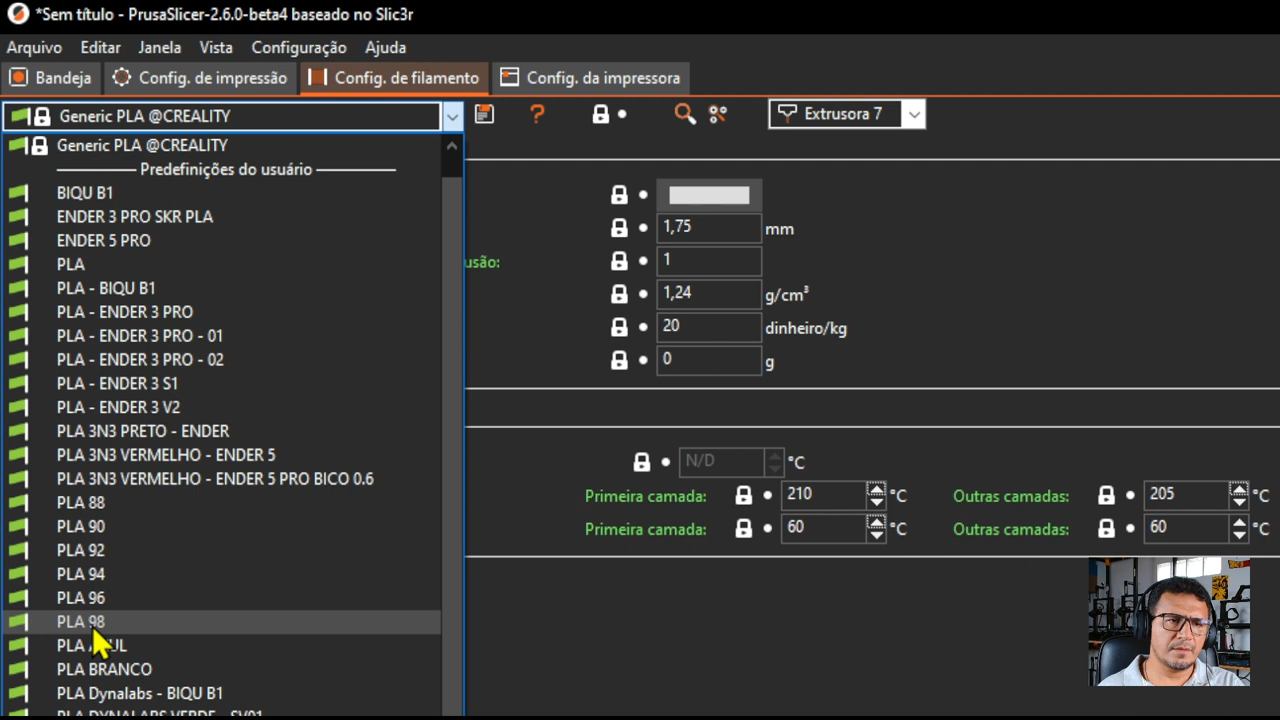 *Sem título - PrusaSlicer-2.6.0-beta4 baseado no Slic3r
Arquivo Editar Janela Vista Configuração Ajuda
Bandeja Config. de impressão Config. de filamento Config. da impressora
Generic PLA @CREALITY ? Extrusora 7
Generic PLA @CREALITY
Predefinições do usuário
BIQU B1
ENDER 3 PRO SKR PLA
1,75 mm
ENDER 5 PRO
PLA
usão: 1
PLA - BIQU B1
1,24 g/cm³
PLA - ENDER 3 PRO
20 dinheiro/kg
PLA - ENDER 3 PRO - 01
PLA - ENDER 3 PRO - 02
0 g
PLA - ENDER 3 S1
PLA - ENDER 3 V2
PLA 3N3 PRETO - ENDER
PLA 3N3 VERMELHO - ENDER 5
N/D °C
PLA 3N3 VERMELHO - ENDER 5 PRO BICO 0.6
Primeira camada: 210 °C Outras camadas: 205 °C
PLA 88
PLA 90
Primeira camada: 60 °C Outras camadas: 60 °C
PLA 92
PLA 94
PLA 96
PLA 98
PLA
PLA BRANCO
PLA Dynalabs - BIQU B1
PLA DYNALABS VERDE - SV01